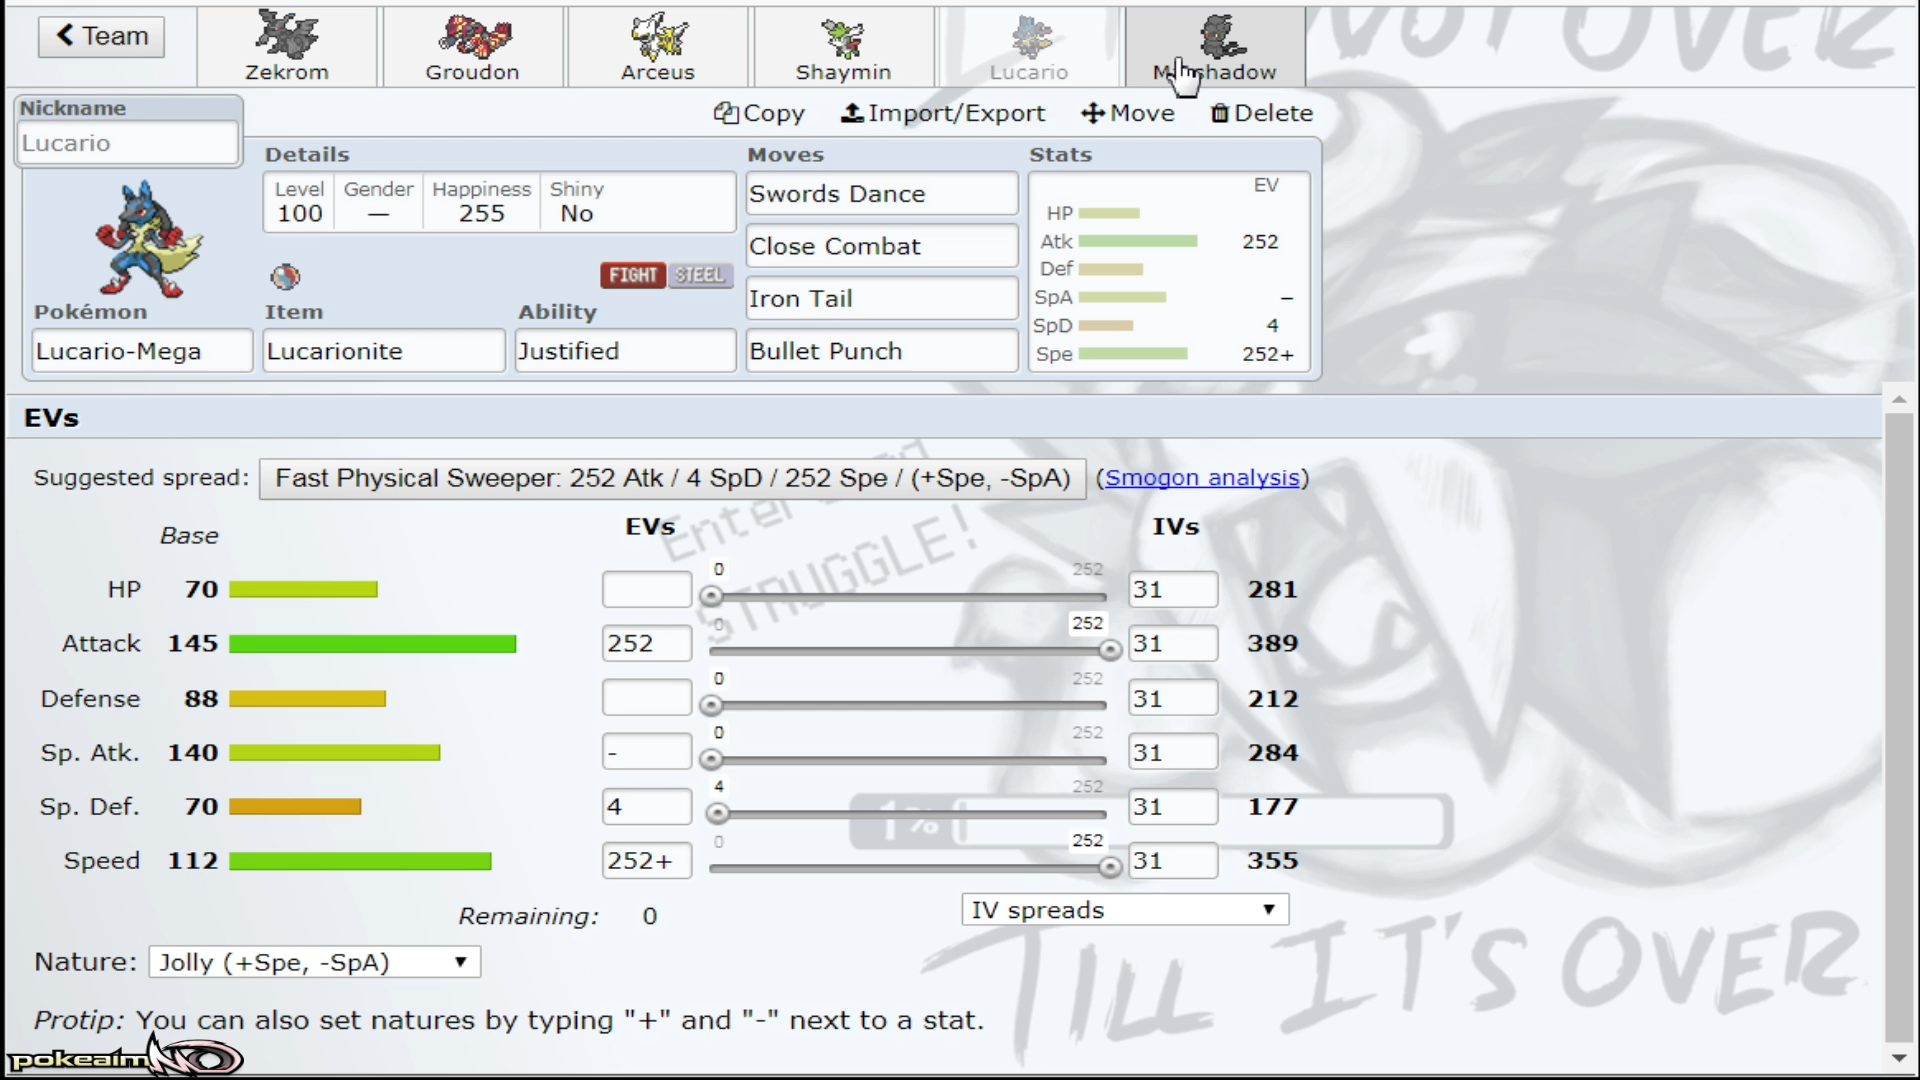 Team
Zekrom
Groudon
Arceus
Shaymin
Lucario
Marshadow
NOT OVER
Nickname
Lucario
Copy
Import/Export
Move
Delete
Details
Moves
Stats
Level
100
Gender
—
Happiness
255
Shiny
No
FIGHT
STEEL
Pokémon
Lucario-Mega
Item
Lucarionite
Ability
Justified
Swords Dance
Close Combat
Iron Tail
Bullet Punch
EV
HP
Atk 252
Def
SpA –
SpD 4
Spe 252+
EVs
Suggested spread: Fast Physical Sweeper: 252 Atk / 4 SpD / 252 Spe / (+Spe, -SpA) (Smogon analysis)
Enter
STRUGGLE!
Base EVs IVs
HP 70 0 252 31 281
Attack 145 252 0 252 31 389
Defense 88 0 252 31 212
Sp. Atk. 140 - 0 252 31 284
Sp. Def. 70 4 4 252 31 177
1%
Speed 112 252+ 0 252 31 355
Remaining: 0
IV spreads
Nature: Jolly (+Spe, -SpA)
TILL IT'S OVER
Protip: You can also set natures by typing "+" and "-" next to a stat.
pokeaim